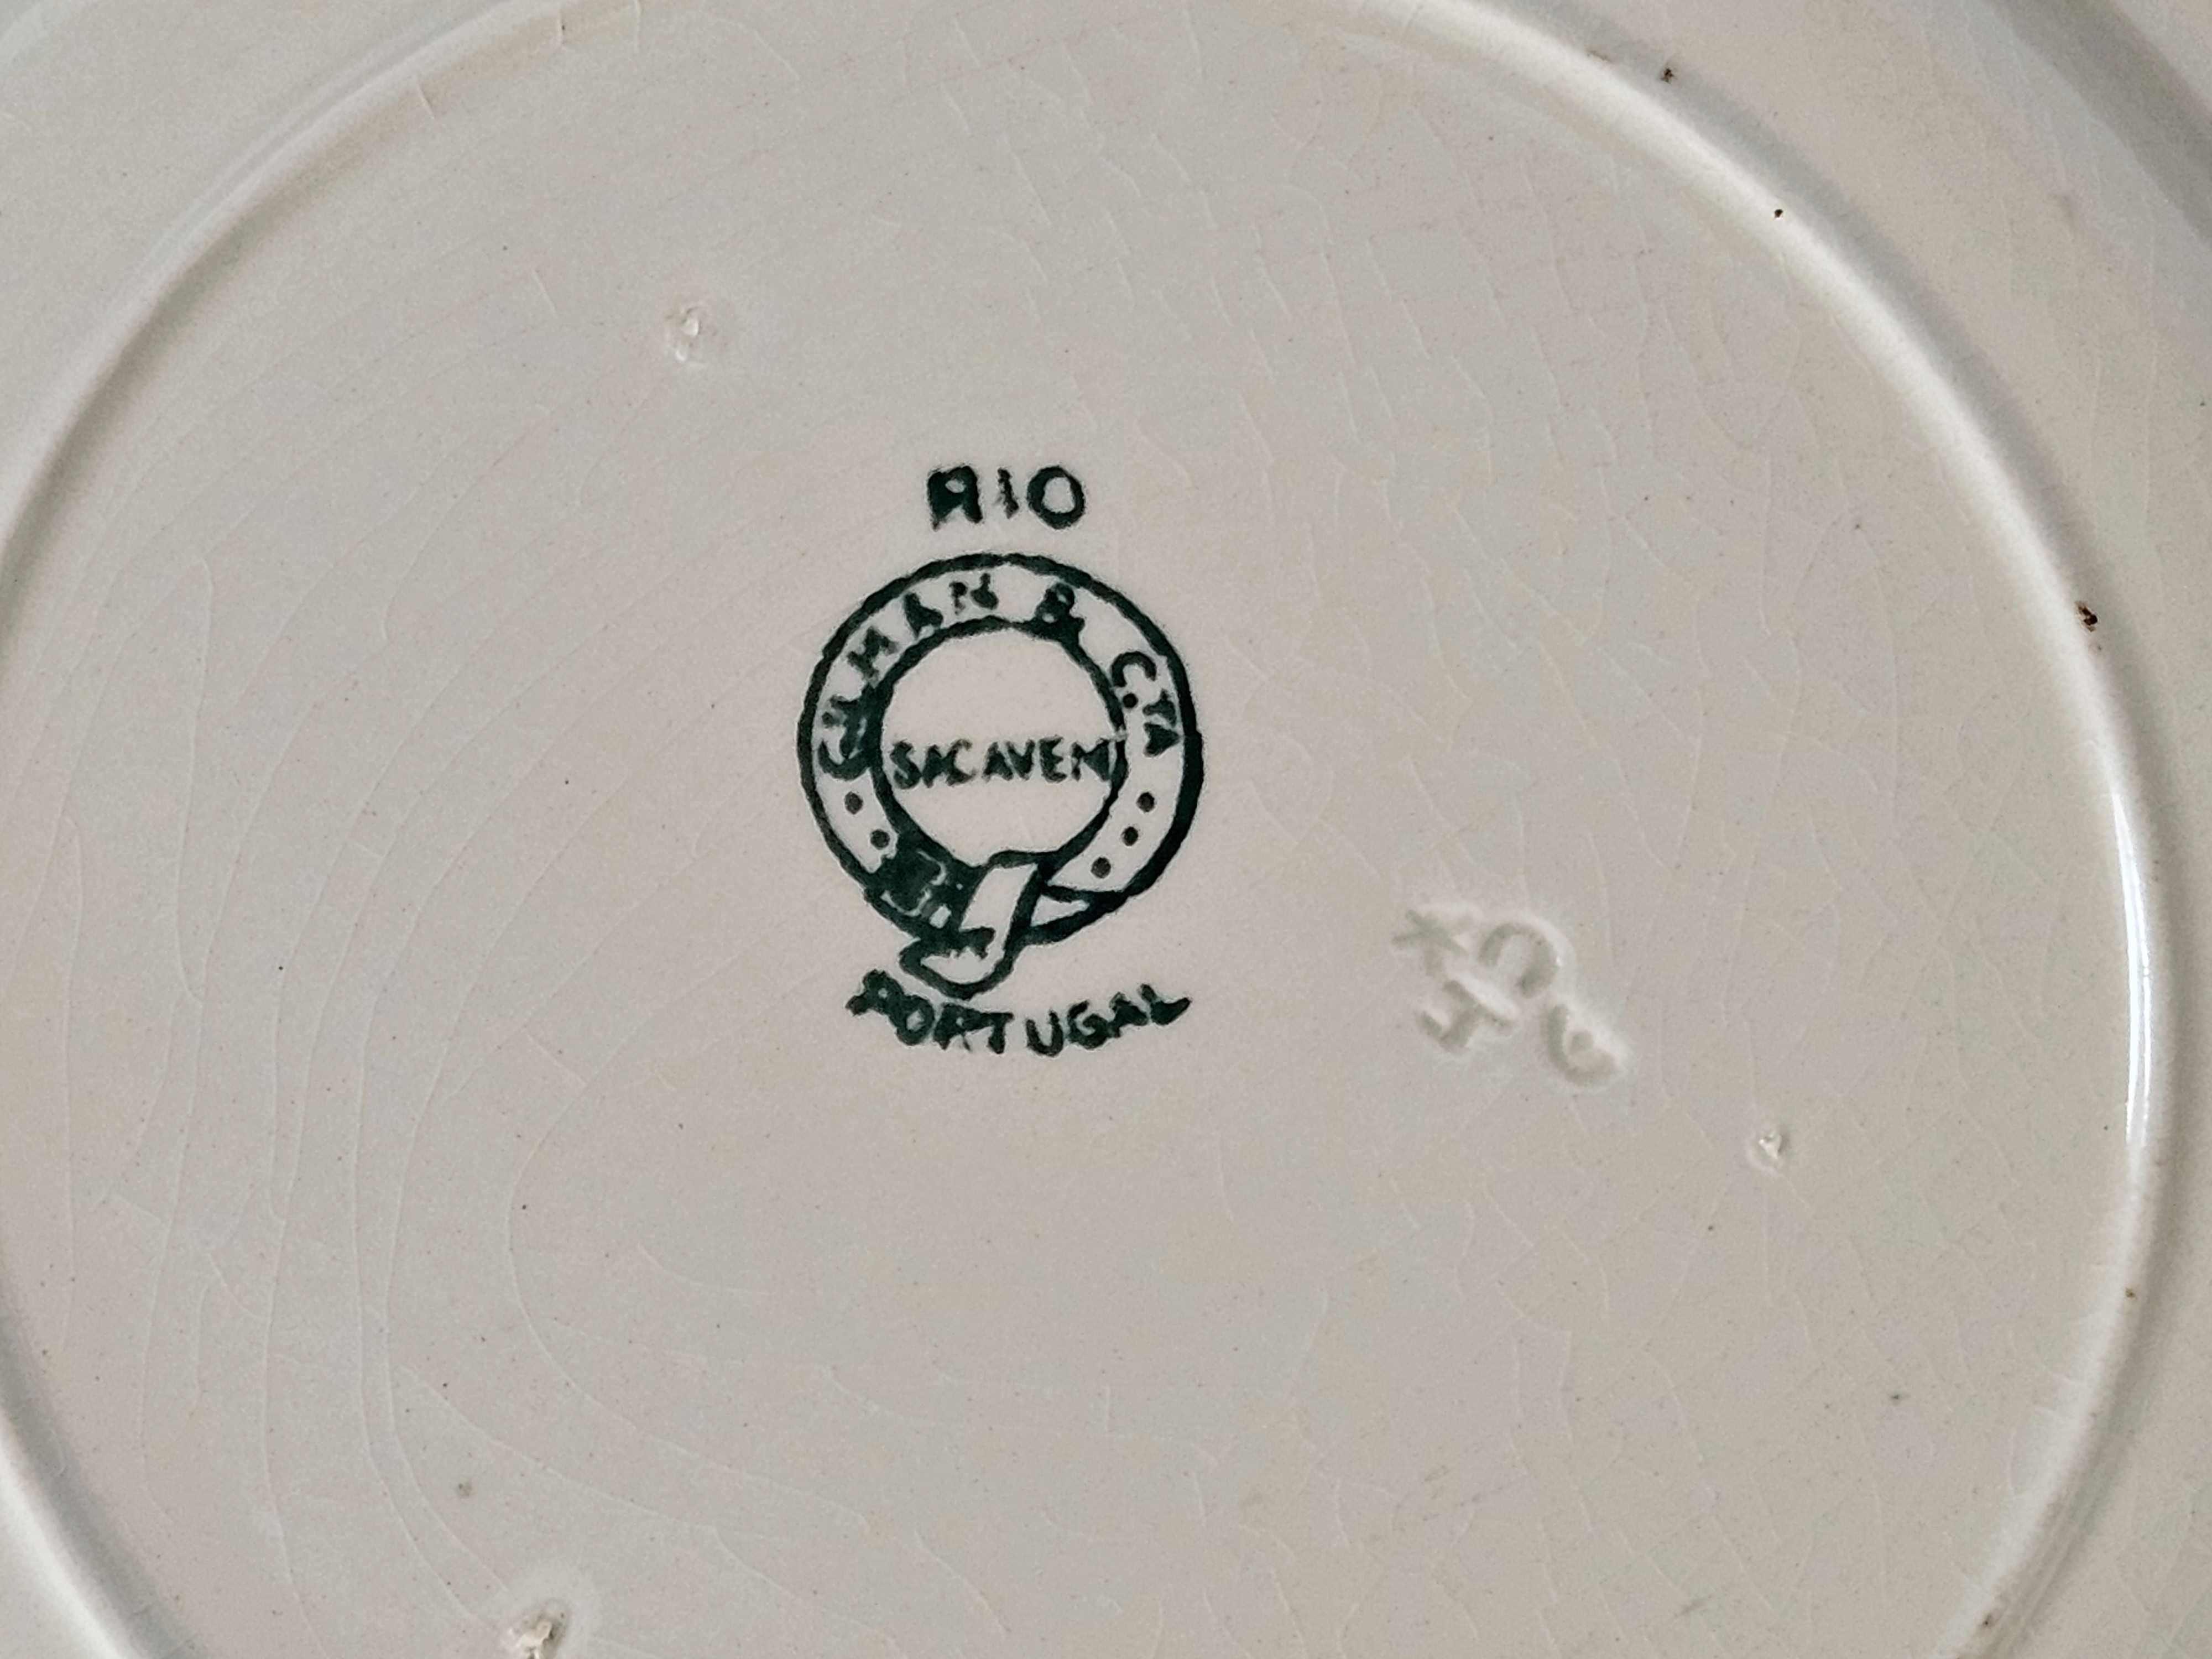 RIO
GILMAN & C.TA
SACAVEM
PORTUGAL